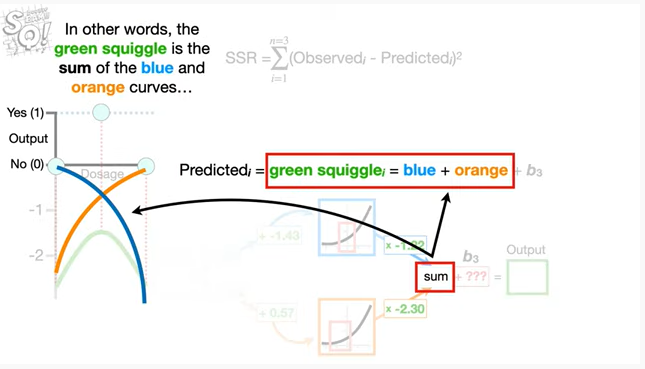 SQ!
In other words, the
green squiggle is the
sum of the blue and
orange curves…
SSR = n=3 ∑ i=1 (Observedᵢ - Predictedᵢ)²
Yes (1)
Output
No (0)
Dosage
-1
-2
Predictedᵢ = green squiggleᵢ = blue + orange + b₃
+ -1.43
x -1.22
sum
b₃
+ ???
=
Output
+ 0.57
x -2.30